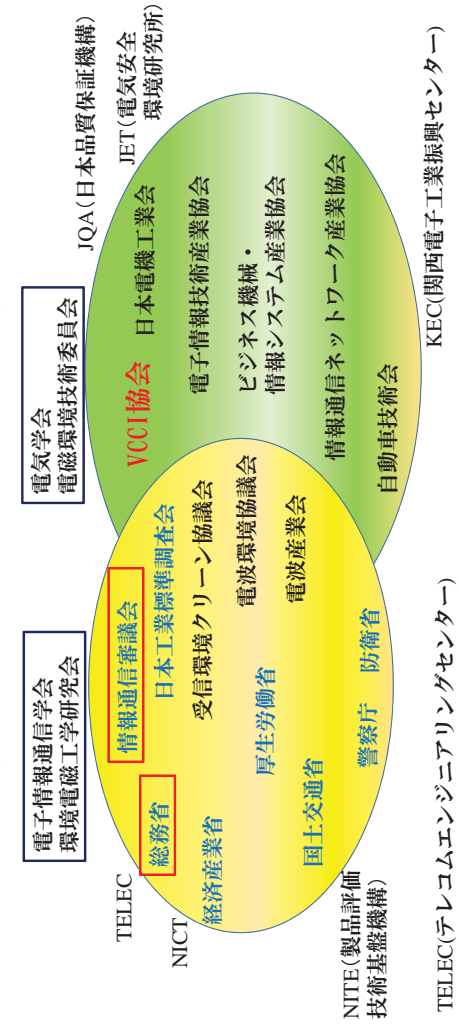 電子情報通信学会
環境電磁工学研究会
電気学会
電磁環境技術委員会
TELEC
NICT
JQA(日本品質保証機構)
JET(電気安全
環境研究所)
総務省
情報通信審議会
経済産業省
日本工業標準調査会
受信環境クリーン協議会
厚生労働省
電波環境協議会
国土交通省
電波産業会
警察庁
防衛省
VCCI協会
日本電機工業会
電子情報技術産業協会
ビジネス機械・
情報システム産業協会
情報通信ネットワーク産業協会
自動車技術会
NITE(製品評価
技術基盤機構)
KEC(関西電子工業振興センター)
TELEC(テレコムエンジニアリングセンター)